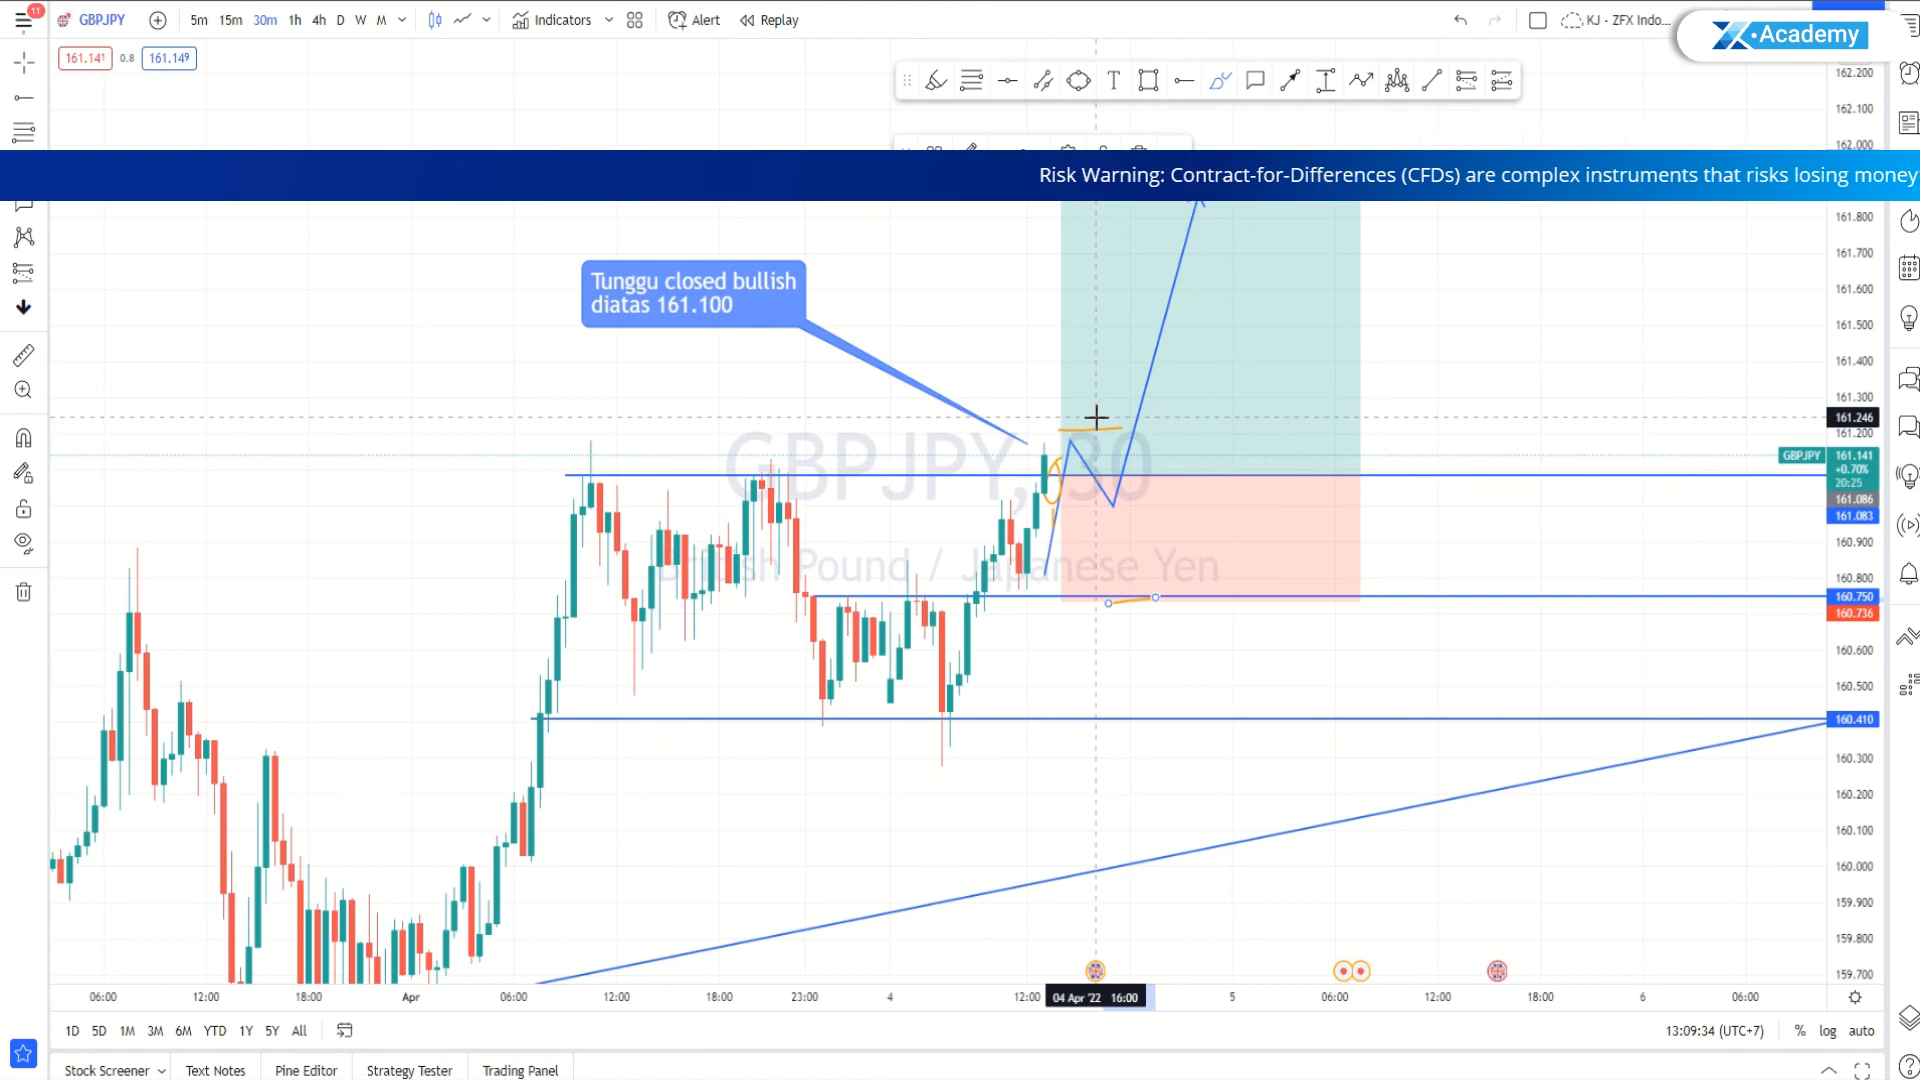 11
GBPJPY
5m 15m 30m 1h 4h D W M
Indicators
Alert
Replay
KJ - ZFX Indo...
X·Academy
161.141
0.8
161.149
162.200
162.100
162.000
Risk Warning: Contract-for-Differences (CFDs) are complex instruments that risks losing money
161.800
161.700
161.600
161.500
161.400
161.300
161.246
161.200
Tunggu closed bullish
diatas 161.100
GBPJPY, 30
British Pound / Japanese Yen
GBPJPY 161.141
+0.70%
20:25
161.086
161.083
160.900
160.800
160.750
160.736
160.600
160.500
160.410
160.300
160.200
160.100
160.000
159.900
159.800
159.700
06:00 12:00 18:00 Apr 06:00 12:00 18:00 23:00 4 12:00 04 Apr '22 16:00 5 06:00 12:00 18:00 6 06:00
1D 5D 1M 3M 6M YTD 1Y 5Y All
13:09:34 (UTC+7) % log auto
Stock Screener Text Notes Pine Editor Strategy Tester Trading Panel